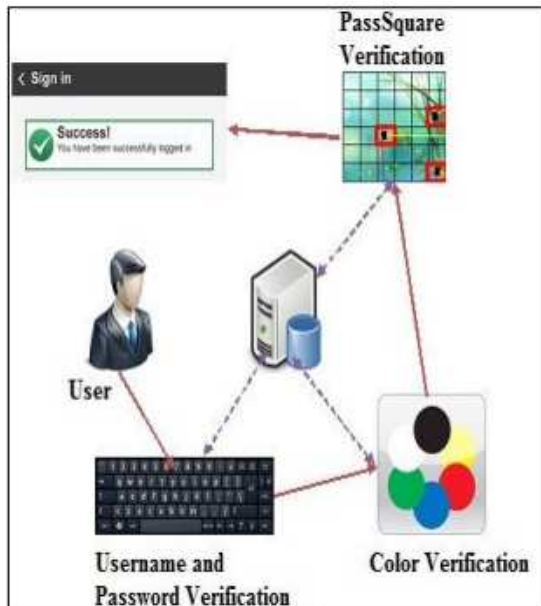 PassSquare
Verification
< Sign in
Success!
You have been successfully logged in
User
Username and
Password Verification
Color Verification